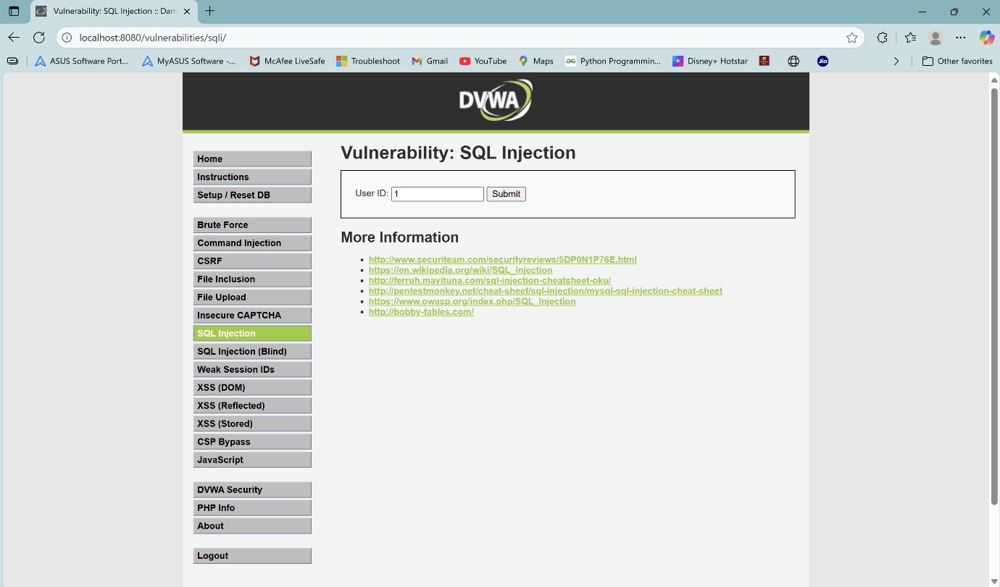 Vulnerability: SQL Injection :: Dam
localhost:8080/vulnerabilities/sqli/
ASUS Software Port... MyASUS Software -... McAfee LiveSafe Troubleshoot Gmail YouTube Maps Python Programmin... Disney+ Hotstar Jio Other favorites
DVWA
Home
Instructions
Setup / Reset DB
Brute Force
Command Injection
CSRF
File Inclusion
File Upload
Insecure CAPTCHA
SQL Injection
SQL Injection (Blind)
Weak Session IDs
XSS (DOM)
XSS (Reflected)
XSS (Stored)
CSP Bypass
JavaScript
DVWA Security
PHP Info
About
Logout
Vulnerability: SQL Injection
User ID: 1 Submit
More Information
http://www.securiteam.com/securityreviews/5DP0N1P76E.html
https://en.wikipedia.org/wiki/SQL_injection
http://ferruh.mavituna.com/sql-injection-cheatsheet-oku/
http://pentestmonkey.net/cheat-sheet/sql-injection/mysql-sql-injection-cheat-sheet
https://www.owasp.org/index.php/SQL_Injection
http://bobby-tables.com/